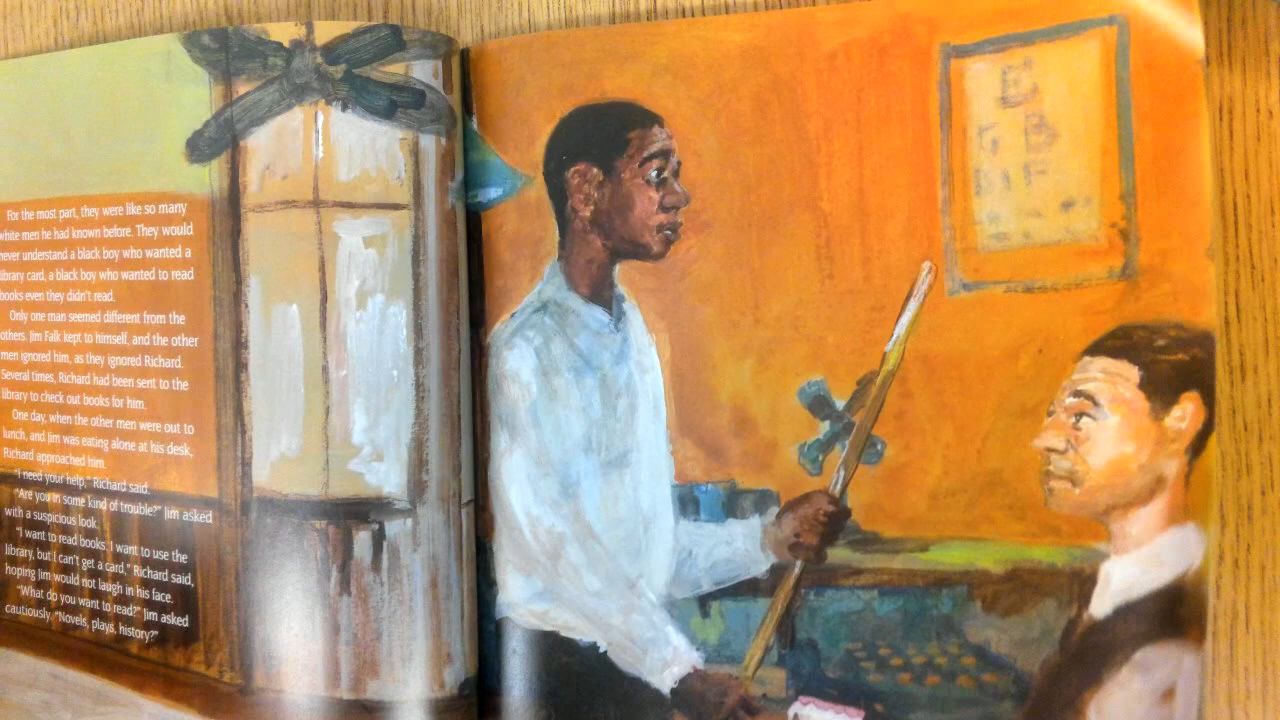 For the most part, they were like so many
white men he had known before. They would
never understand a black boy who wanted a
library card, a black boy who wanted to read
books even they didn't read.
Only one man seemed different from the
others. Jim Falk kept to himself, and the other
men ignored him, as they ignored Richard.
Several times, Richard had been sent to the
library to check out books for him.
One day, when the other men were out to
lunch, and Jim was eating alone at his desk,
Richard approached him.
"I need your help," Richard said.
"Are you in some kind of trouble?" Jim asked
with a suspicious look.
"I want to read books. I want to use the
library, but I can't get a card," Richard said,
hoping Jim would not laugh in his face.
"What do you want to read?" Jim asked
cautiously. "Novels, plays, history?"
E
B